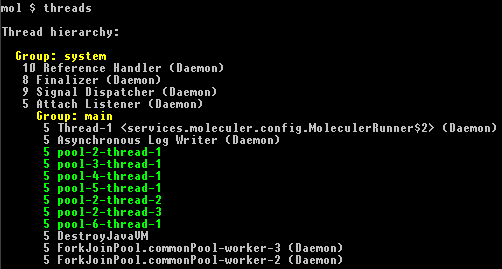 mol $ threads
Thread hierarchy:
Group: system
10 Reference Handler (Daemon)
8 Finalizer (Daemon)
9 Signal Dispatcher (Daemon)
5 Attach Listener (Daemon)
Group: main
5 Thread-1 <services.moleculer.config.MoleculerRunner$2> (Daemon)
5 Asynchronous Log Writer (Daemon)
5 pool-2-thread-1
5 pool-3-thread-1
5 pool-4-thread-1
5 pool-5-thread-1
5 pool-2-thread-2
5 pool-2-thread-3
5 pool-6-thread-1
5 DestroyJavaVM
5 ForkJoinPool.commonPool-worker-3 (Daemon)
5 ForkJoinPool.commonPool-worker-2 (Daemon)